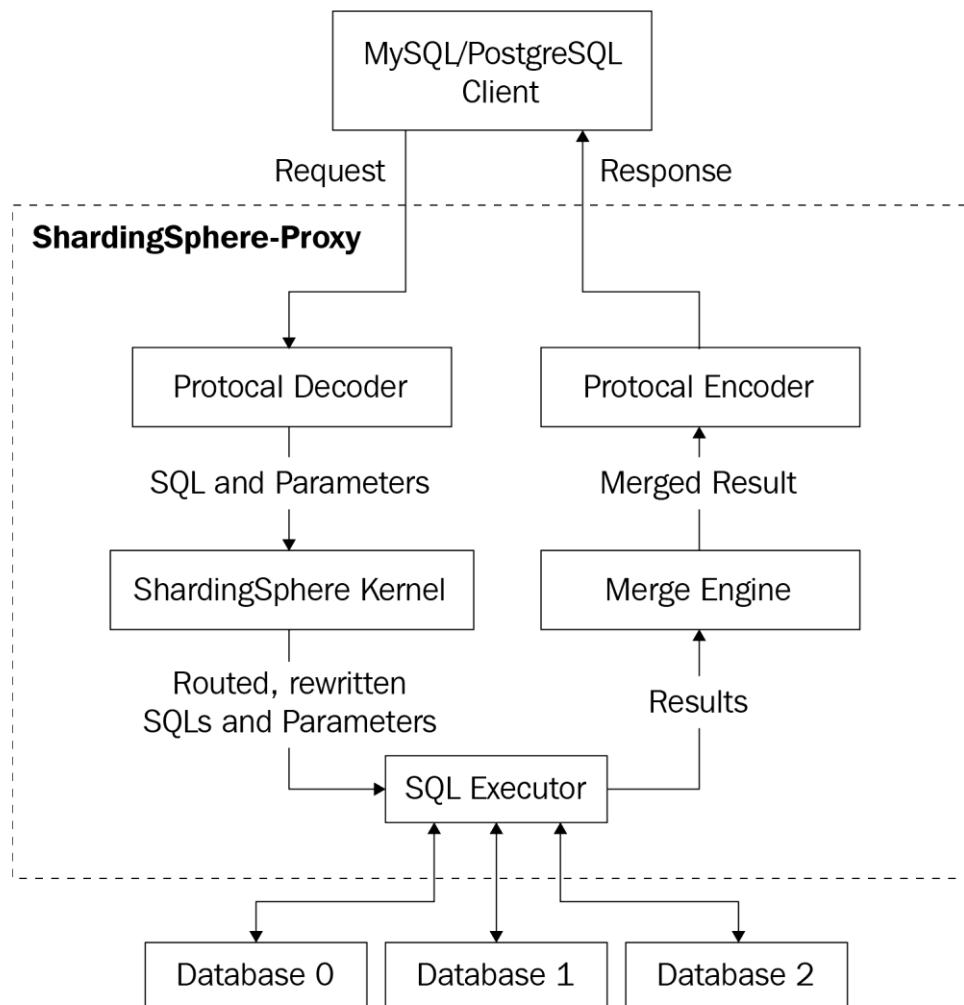 MySQL/PostgreSQL
Client
Request
Response
ShardingSphere-Proxy
Protocal Decoder
Protocal Encoder
SQL and Parameters
Merged Result
ShardingSphere Kernel
Merge Engine
Routed, rewritten
SQLs and Parameters
Results
SQL Executor
Database 0
Database 1
Database 2